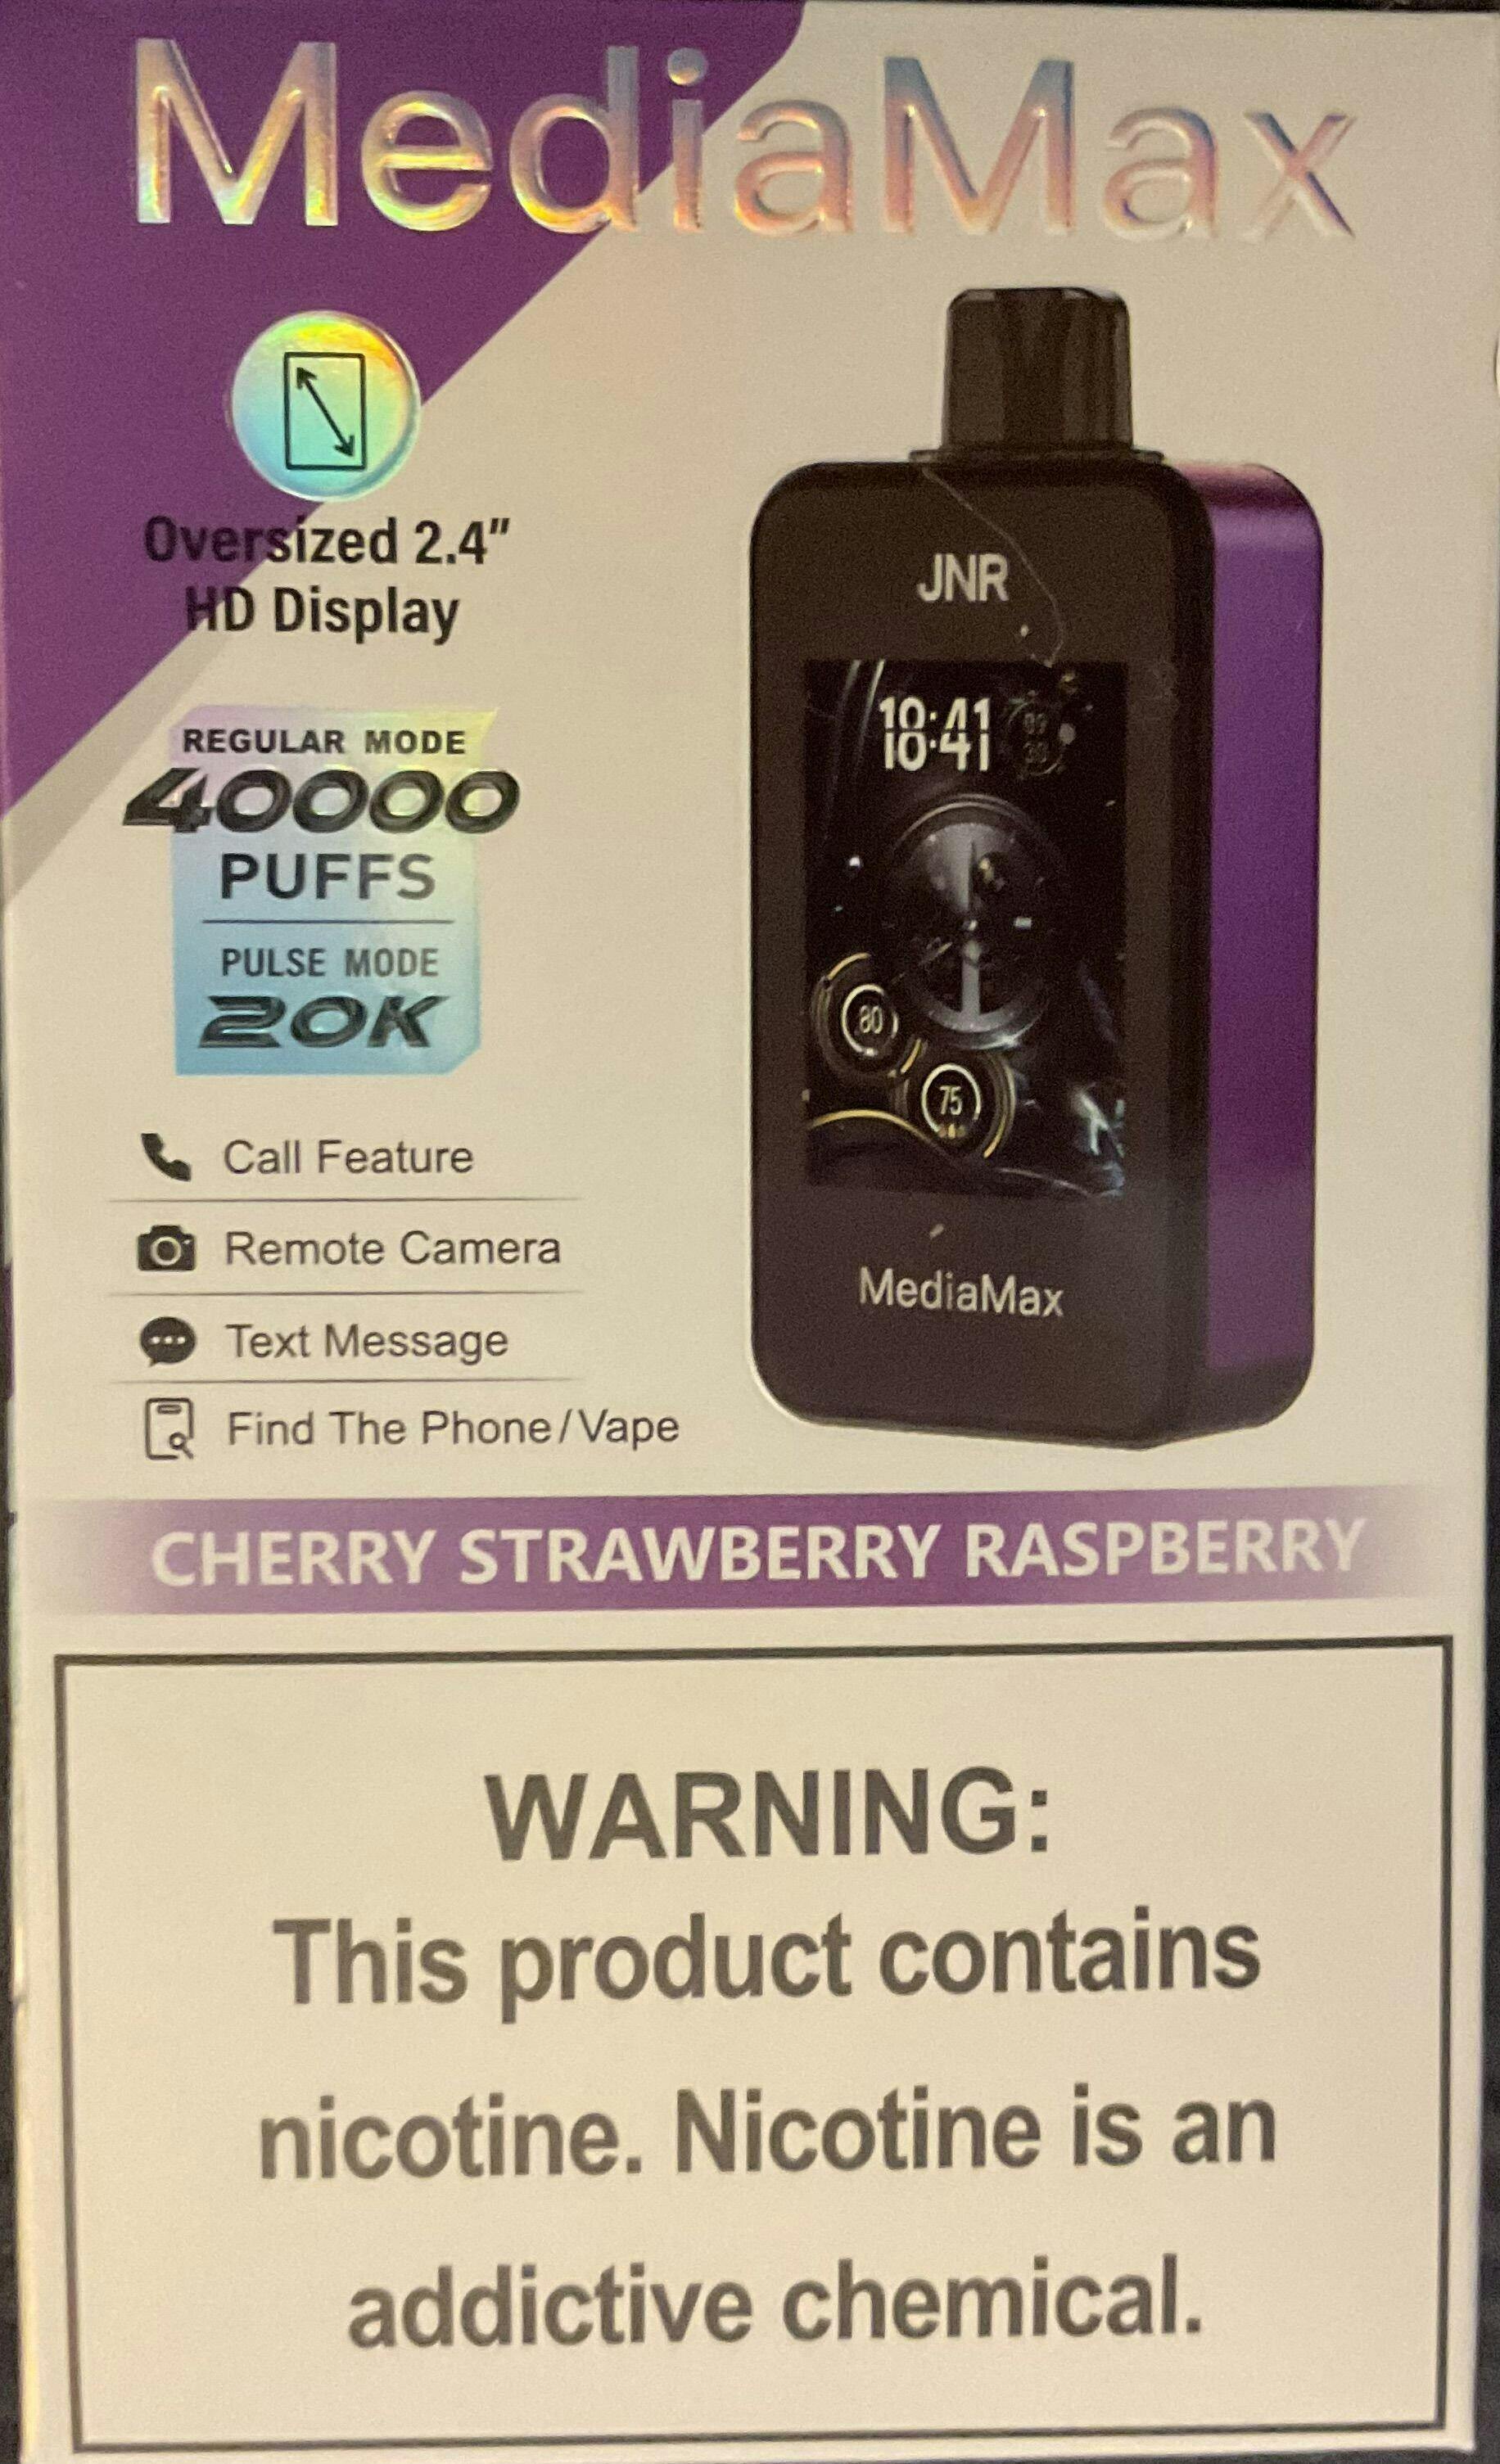 MediaMax
Oversized 2.4"
HD Display
REGULAR MODE
40000
PUFFS
PULSE MODE
20K
Call Feature
Remote Camera
Text Message
Find The Phone/Vape
JNR
18:41
80
75
MediaMax
CHERRY STRAWBERRY RASPBERRY
WARNING:
This product contains
nicotine. Nicotine is an
addictive chemical.